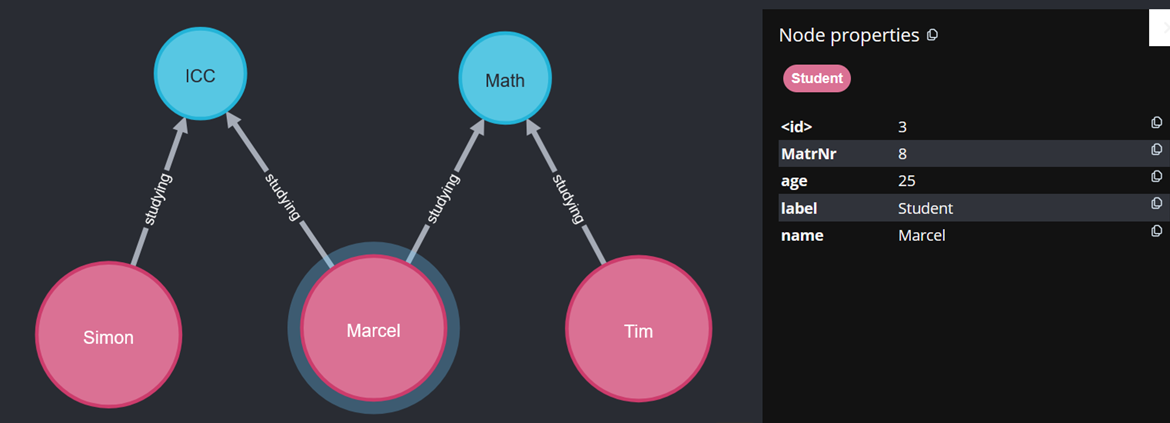 ICC
Math
studying
studying
studying
studying
Simon
Marcel
Tim
Node properties
Student
<id> 3
MatrNr 8
age 25
label Student
name Marcel